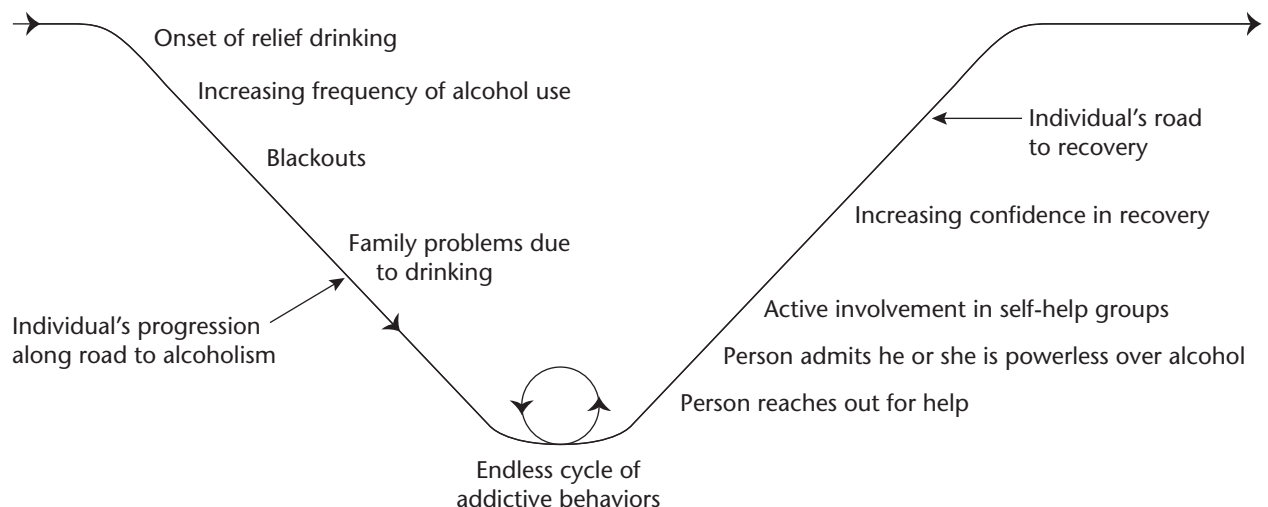 Onset of relief drinking
Increasing frequency of alcohol use
Blackouts
Family problems due
to drinking
Individual’s progression
along road to alcoholism
Endless cycle of
addictive behaviors
Individual’s road
to recovery
Increasing confidence in recovery
Active involvement in self-help groups
Person admits he or she is powerless over alcohol
Person reaches out for help